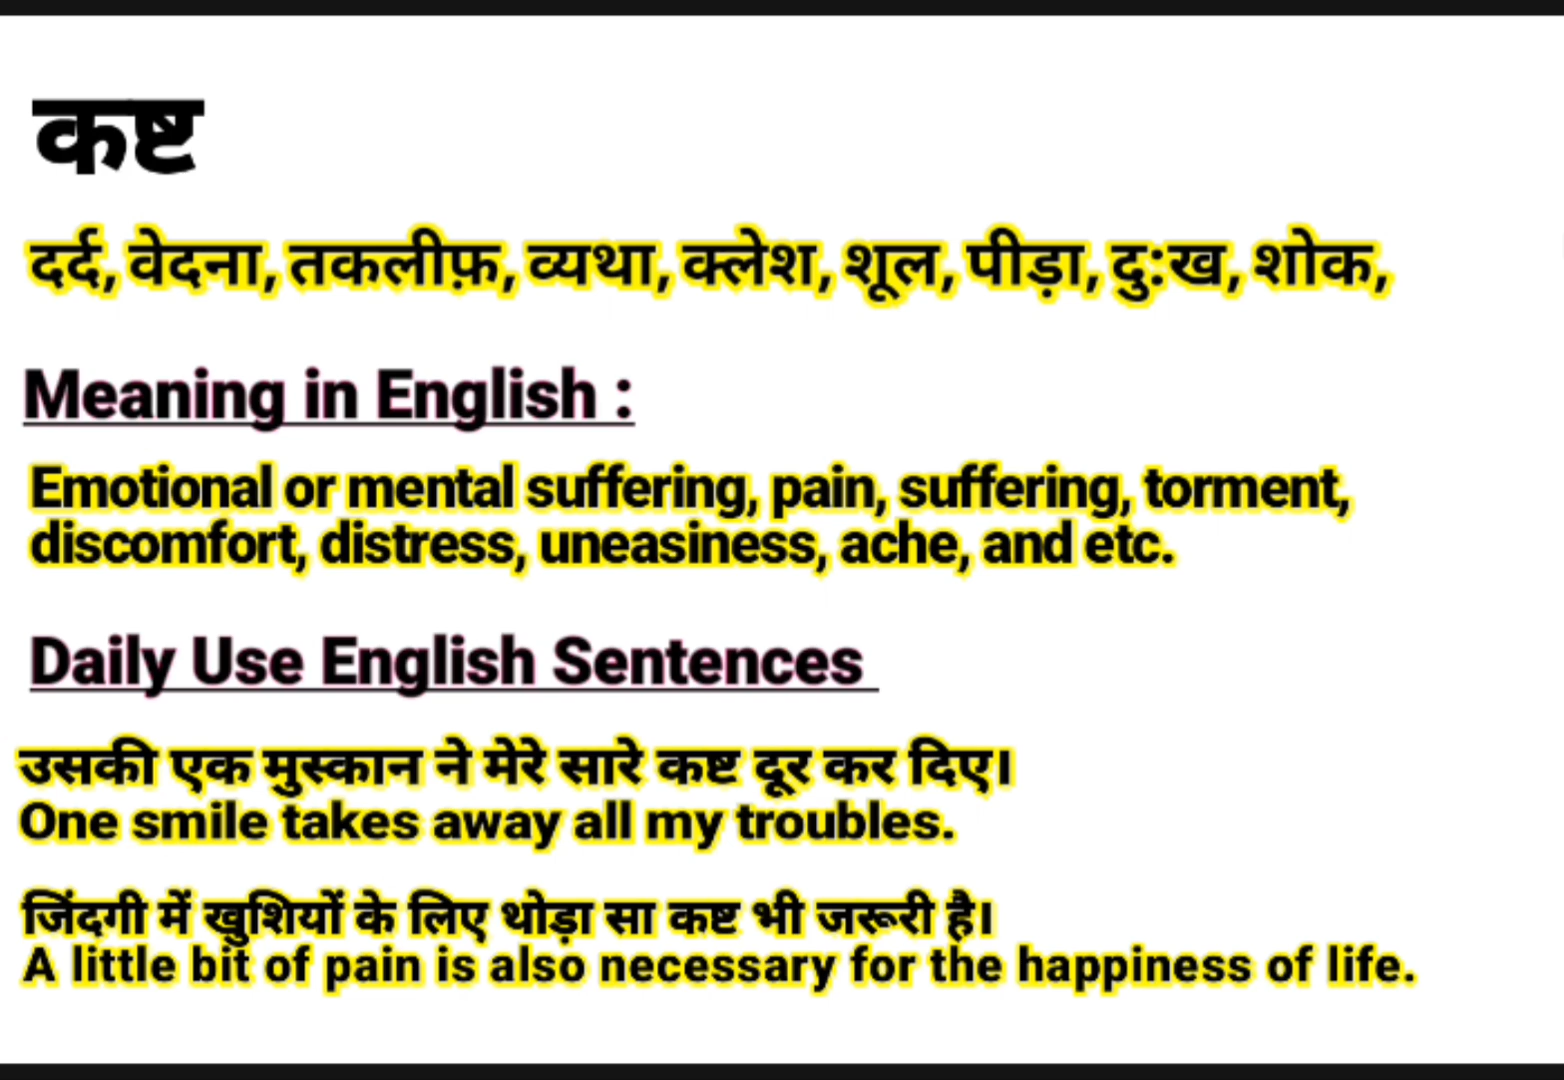 कष्ट
दर्द, वेदना, तकलीफ़, व्यथा, क्लेश, शूल, पीड़ा, दुःख, शोक,
Meaning in English :
Emotional or mental suffering, pain, suffering, torment,
discomfort, distress, uneasiness, ache, and etc.
Daily Use English Sentences
उसकी एक मुस्कान ने मेरे सारे कष्ट दूर कर दिए।
One smile takes away all my troubles.
जिंदगी में खुशियों के लिए थोड़ा सा कष्ट भी जरूरी है।
A little bit of pain is also necessary for the happiness of life.